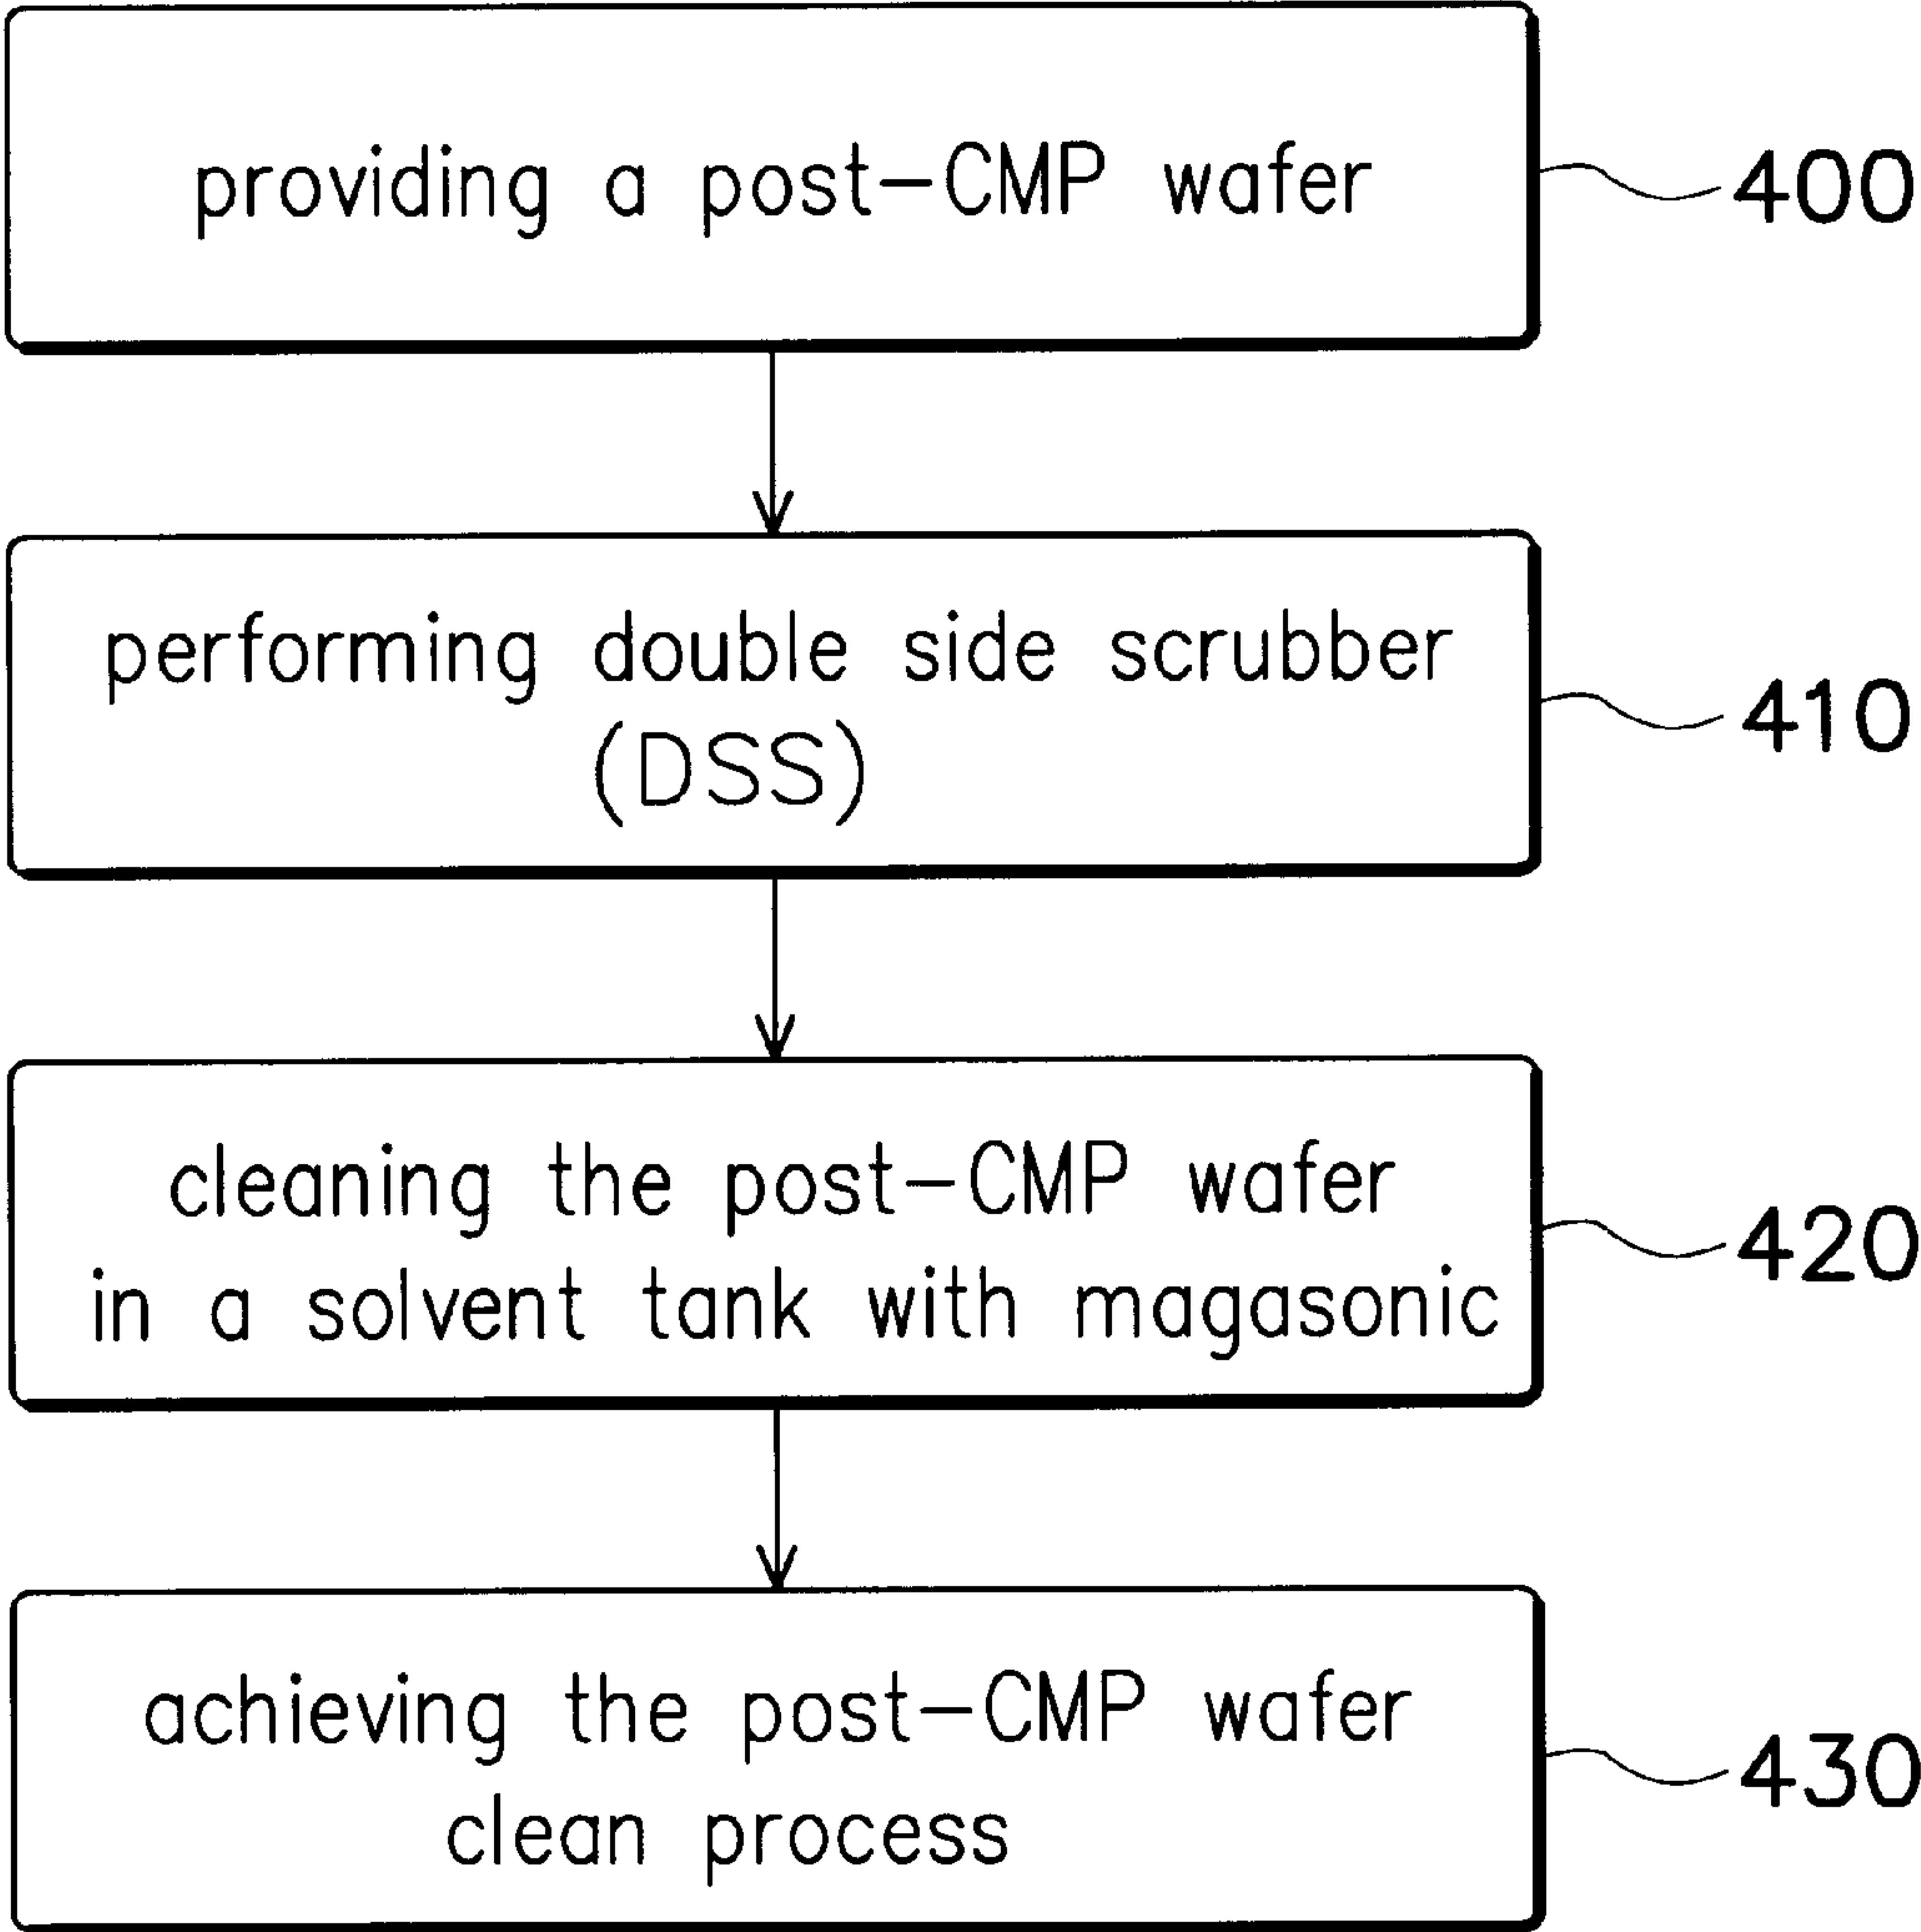 providing a post-CMP wafer
400
performing double side scrubber
(DSS)
410
cleaning the post-CMP wafer
in a solvent tank with magasonic
420
achieving the post-CMP wafer
clean process
430